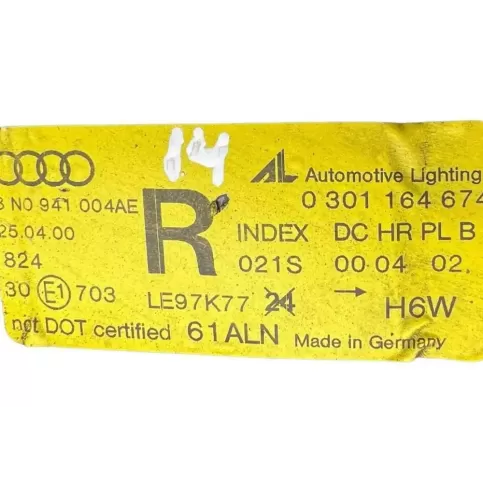 14
AL Automotive Lighting
8 N0 941 004AE R 0 301 164 674
25.04.00 INDEX DC HR PL B
824 021S 00 04 02
30 E1 703 LE97K77 24 → H6W
not DOT certified 61ALN Made in Germany